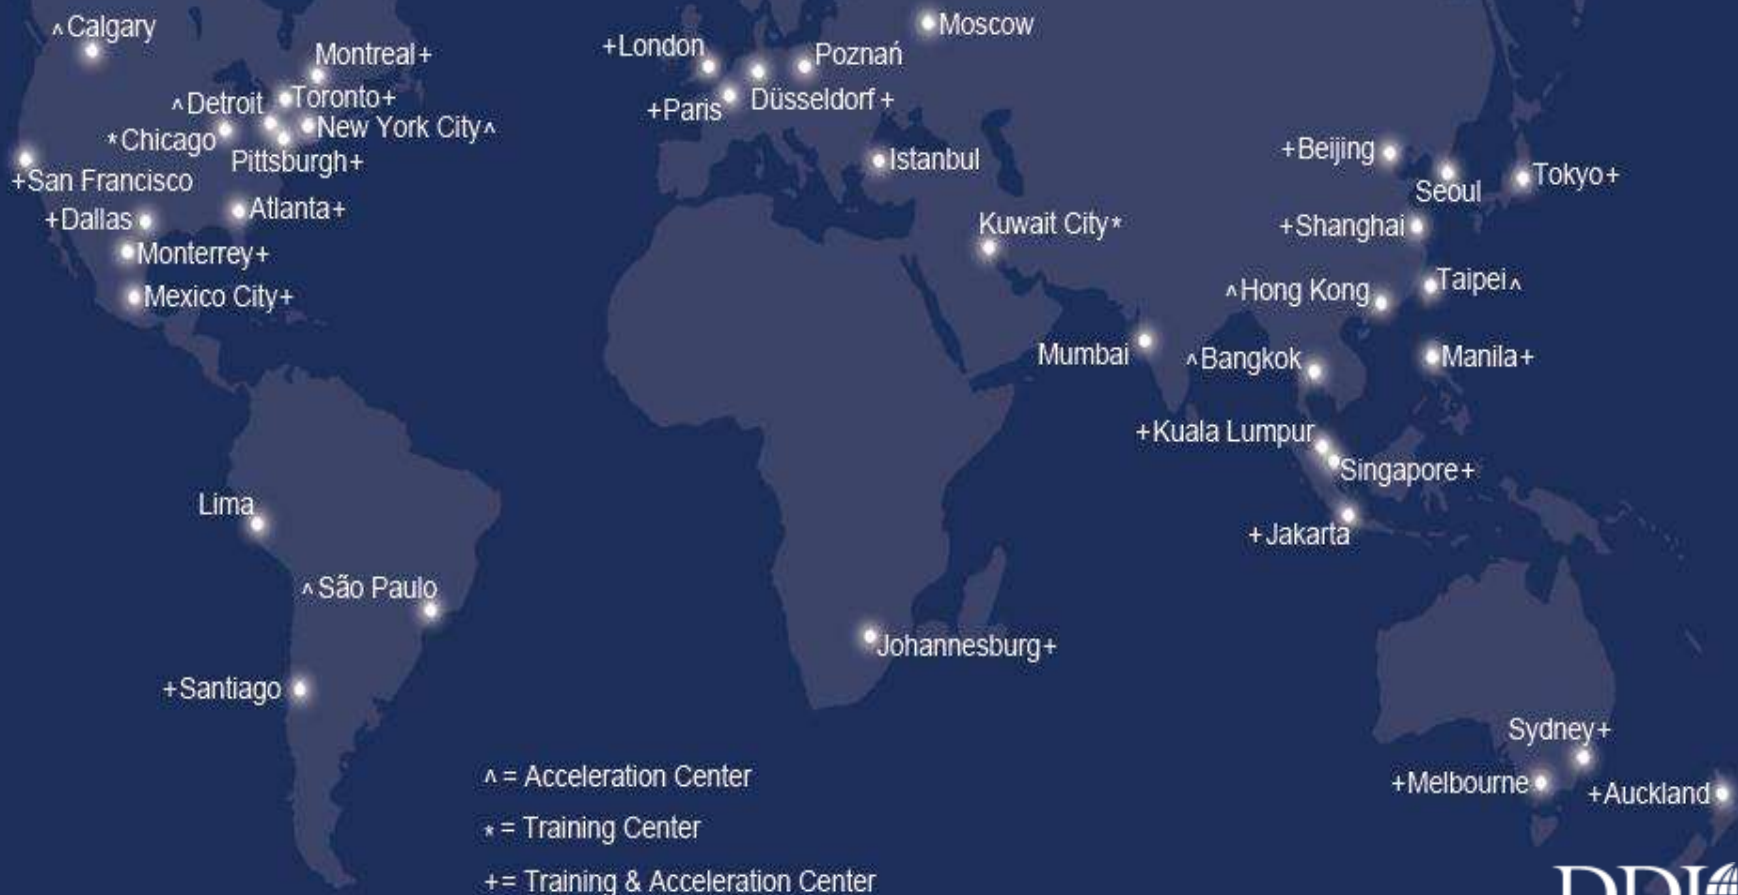 ^Calgary
Montreal+
^Detroit
Toronto+
*Chicago
New York City^
Pittsburgh+
+San Francisco
+Dallas
Atlanta+
Monterrey+
Mexico City+
Lima
^São Paulo
+Santiago
+London
Poznań
Moscow
+Paris
Düsseldorf+
Istanbul
Kuwait City*
Johannesburg+
+Beijing
Seoul
Tokyo+
+Shanghai
^Hong Kong
Taipei^
Mumbai
^Bangkok
Manila+
+Kuala Lumpur
Singapore+
+Jakarta
Sydney+
+Melbourne
+Auckland
^ = Acceleration Center
* = Training Center
+= Training & Acceleration Center
DDI